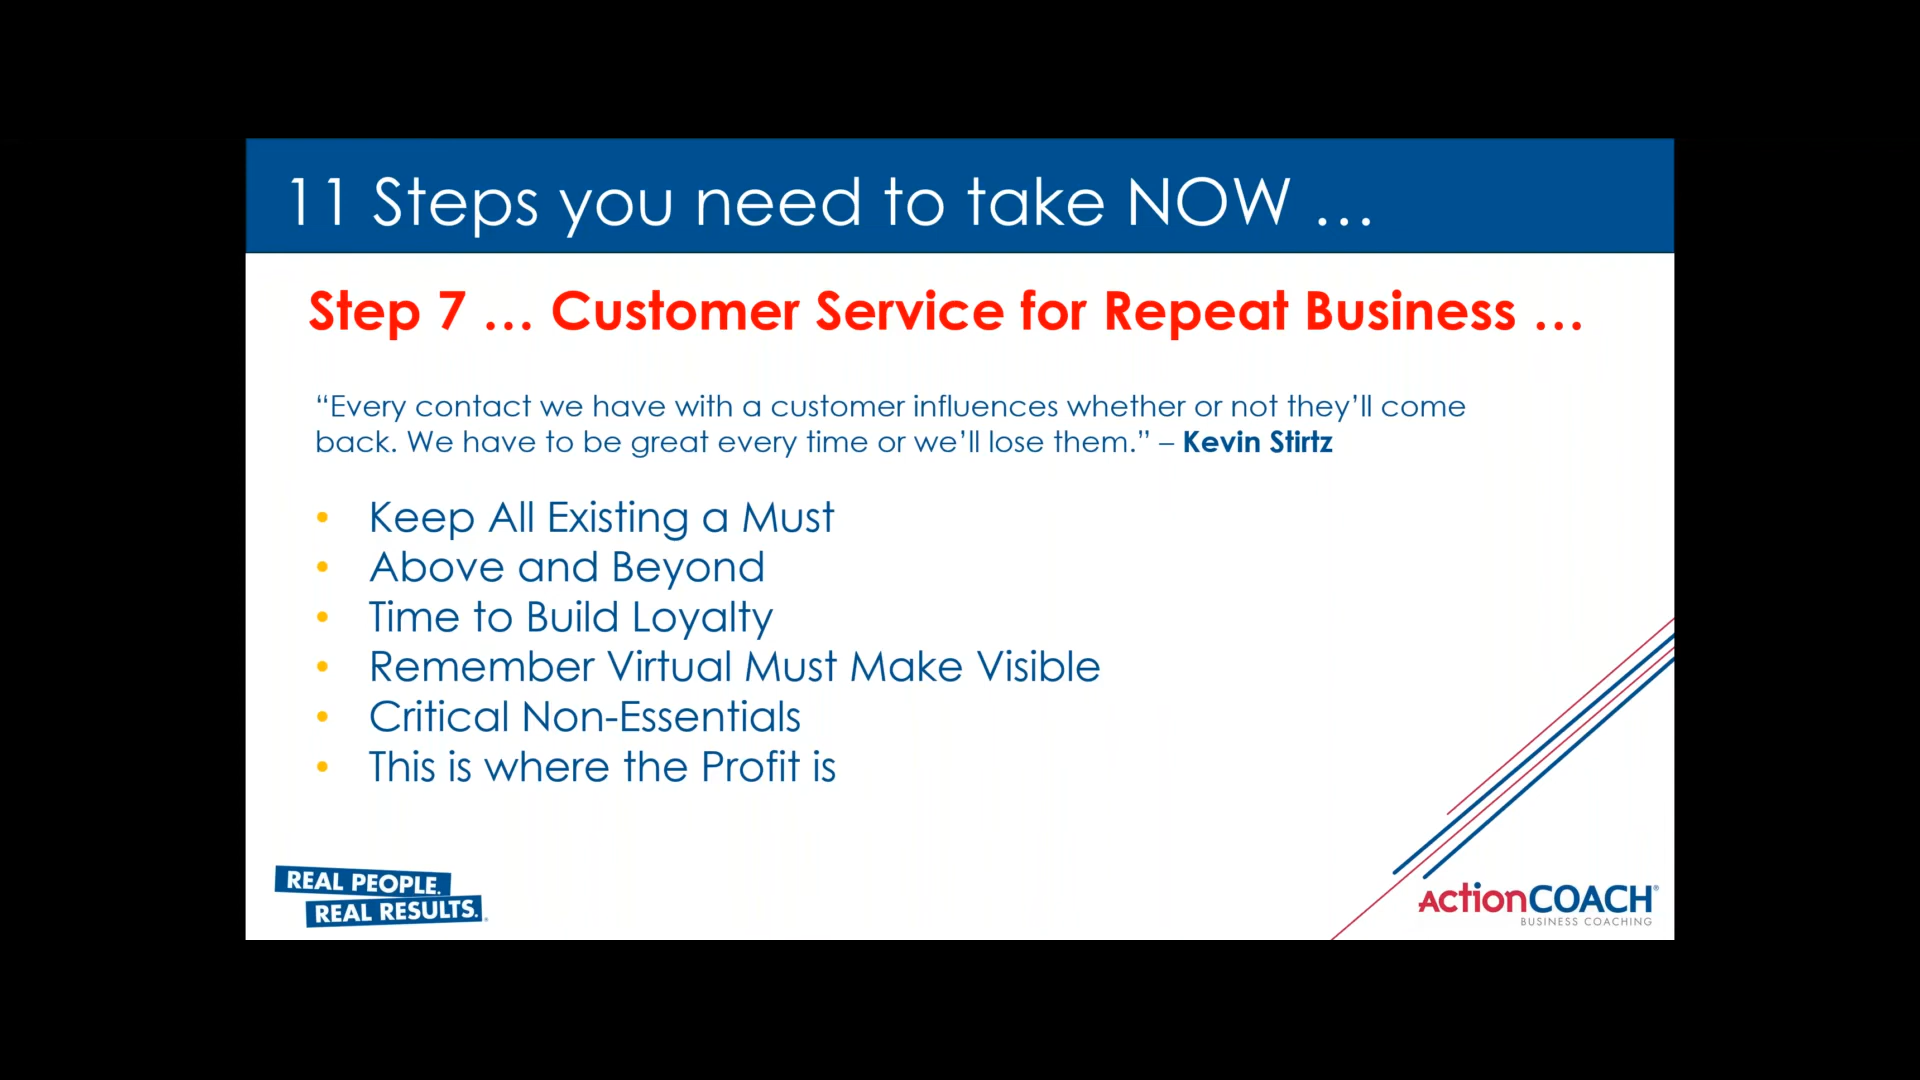 11 Steps you need to take NOW …
Step 7 … Customer Service for Repeat Business …
“Every contact we have with a customer influences whether or not they’ll come
back. We have to be great every time or we’ll lose them.” – Kevin Stirtz
• Keep All Existing a Must
• Above and Beyond
• Time to Build Loyalty
• Remember Virtual Must Make Visible
• Critical Non-Essentials
• This is where the Profit is
REAL PEOPLE.
REAL RESULTS.
ActionCOACH®
BUSINESS COACHING